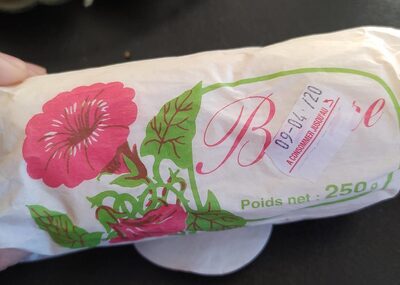 09-04-/20
A CONSOMMER JUSQU'AU
Poids net : 250 g